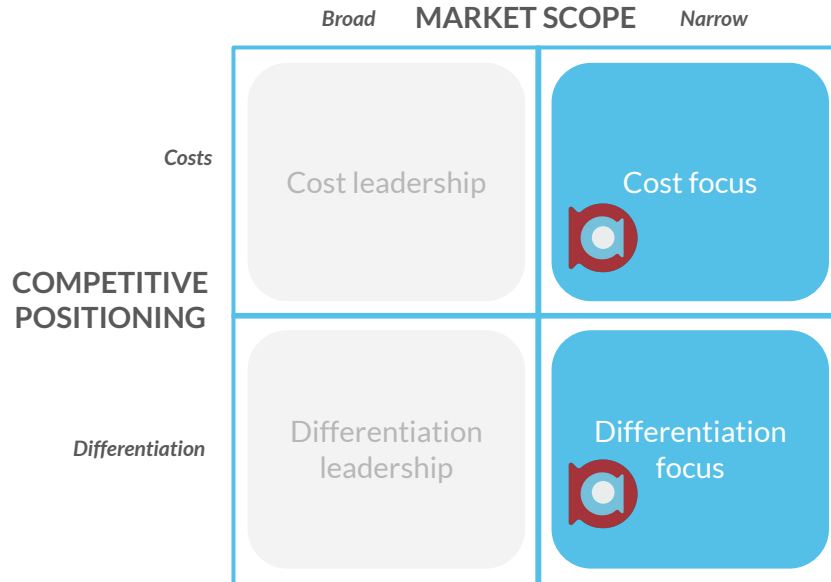 Broad MARKET SCOPE Narrow
Costs
Cost leadership
Cost focus
COMPETITIVE
POSITIONING
Differentiation
Differentiation
leadership
Differentiation
focus